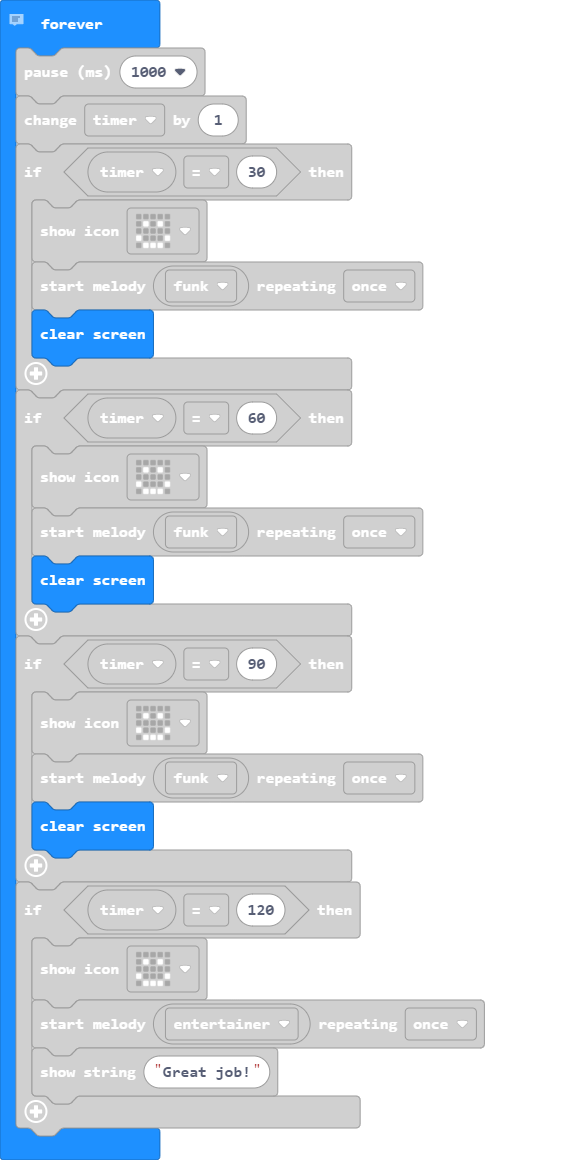 forever
pause (ms) 1000
change timer by 1
if timer = 30 then
show icon
start melody funk repeating once
clear screen
if timer = 60 then
show icon
start melody funk repeating once
clear screen
if timer = 90 then
show icon
start melody funk repeating once
clear screen
if timer = 120 then
show icon
start melody entertainer repeating once
show string "Great job!"